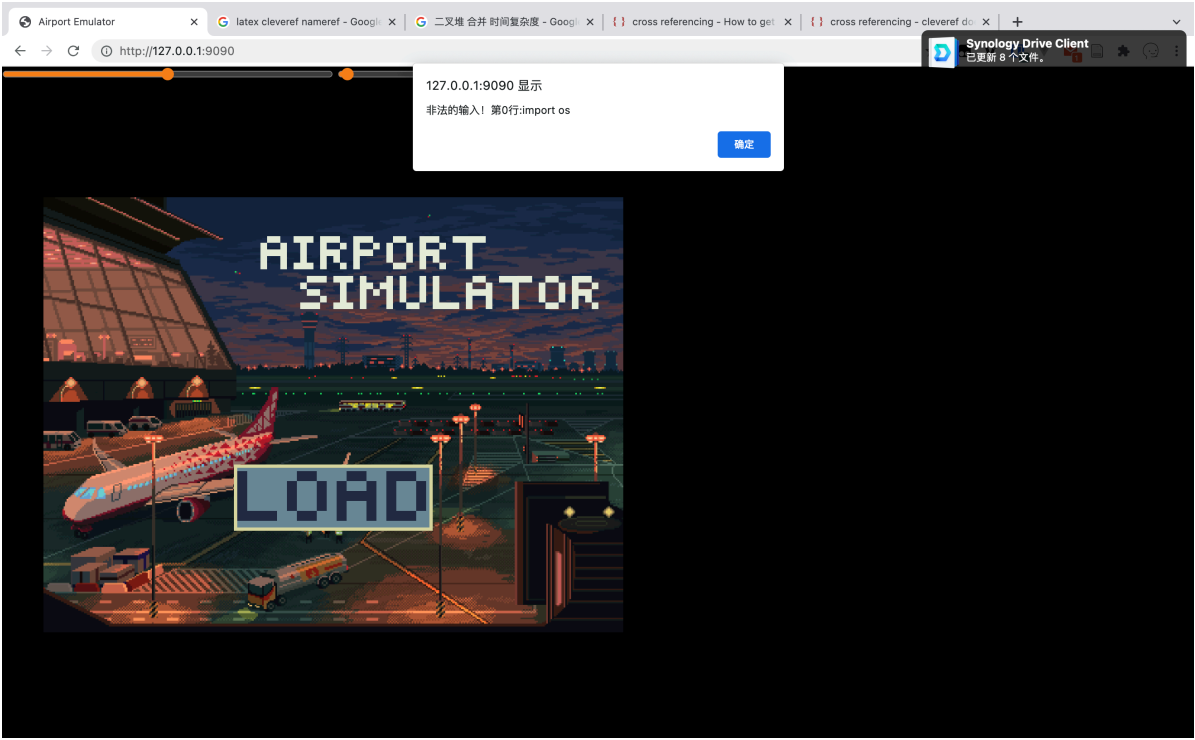 Airport Emulator
latex cleveref nameref - Google
二叉堆 合并 时间复杂度 - Googl
cross referencing - How to get
cross referencing - cleveref do
http://127.0.0.1:9090
Synology Drive Client
已更新 8 个文件。
127.0.0.1:9090 显示
非法的输入！第0行:import os
确定
AIRPORT
SIMULATOR
LOAD